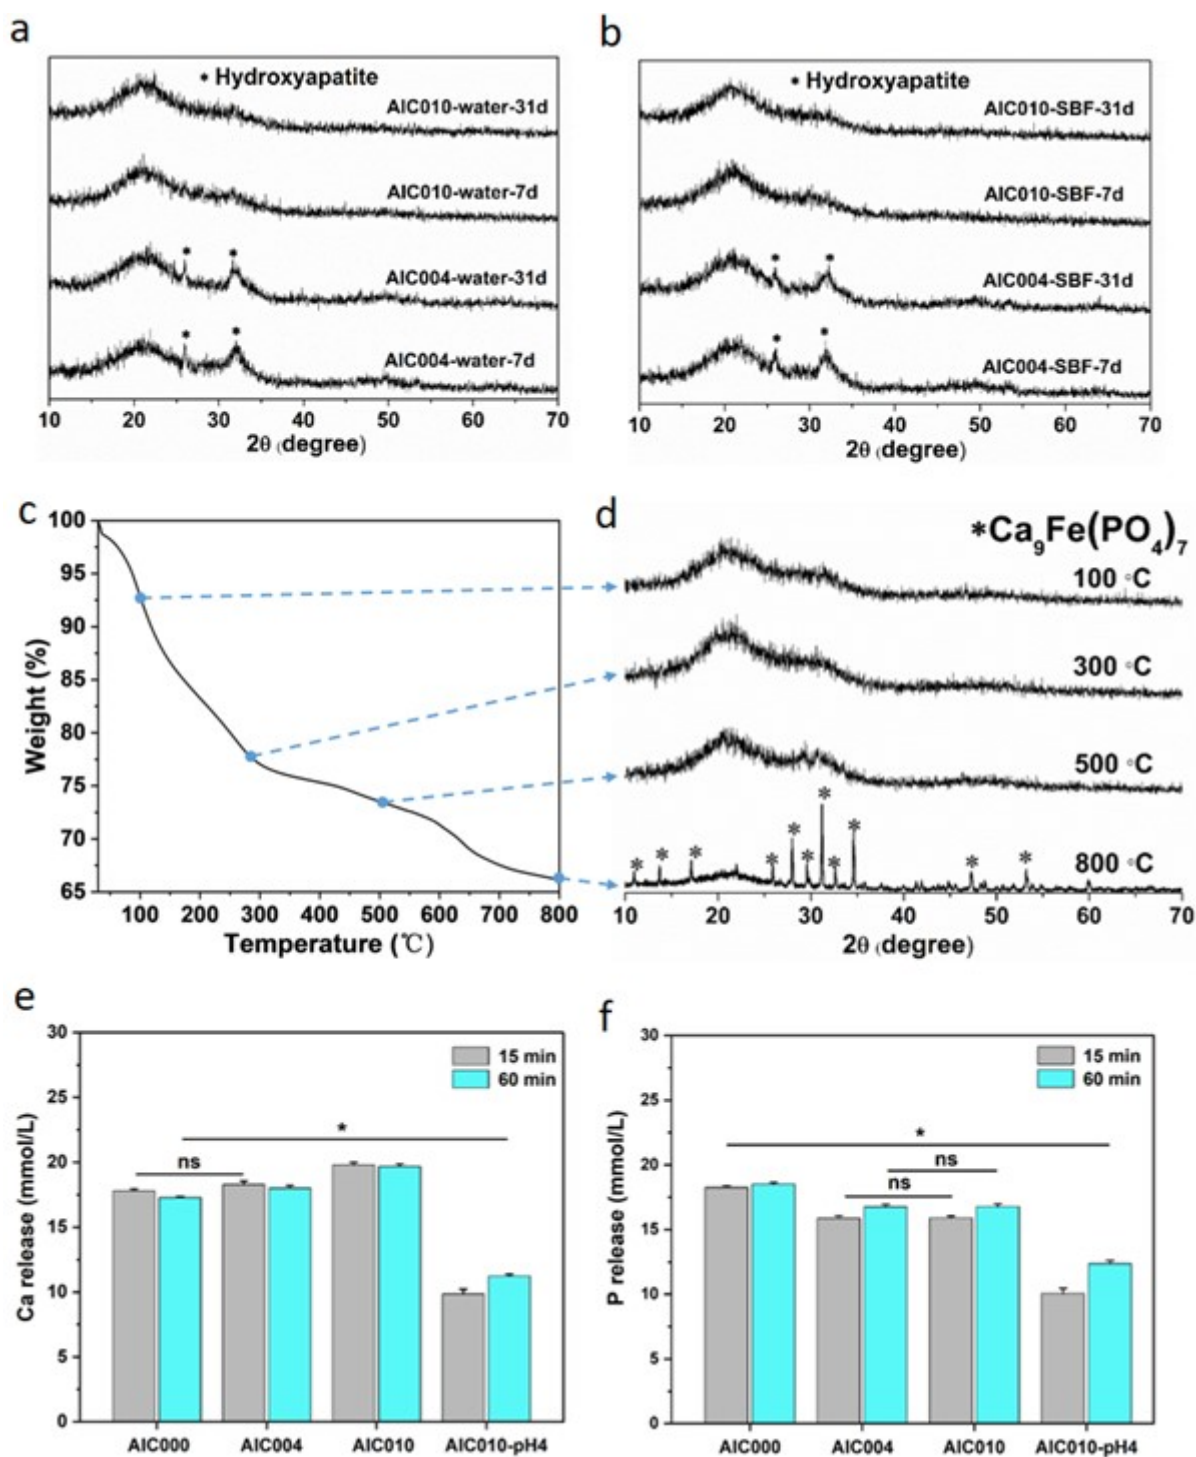 a
* Hydroxyapatite
AIC010-water-31d
AIC010-water-7d
*
*
AIC004-water-31d
*
*
AIC004-water-7d
10 20 30 40 50 60 70
2θ (degree)
b
* Hydroxyapatite
AIC010-SBF-31d
AIC010-SBF-7d
*
*
AIC004-SBF-31d
*
*
AIC004-SBF-7d
10 20 30 40 50 60 70
2θ (degree)
c
100
95
90
85
80
75
70
65
Weight (%)
100 200 300 400 500 600 700 800
Temperature (℃)
d
*Ca₉Fe(PO₄)₇
100 °C
300 °C
500 °C
* * * * * * * * * * *
800 °C
10 20 30 40 50 60 70
2θ (degree)
e
30
25
20
15
10
5
0
Ca release (mmol/L)
15 min
60 min
*
ns
AIC000 AIC004 AIC010 AIC010-pH4
f
30
25
20
15
10
5
0
P release (mmol/L)
15 min
60 min
*
ns
ns
AIC000 AIC004 AIC010 AIC010-pH4